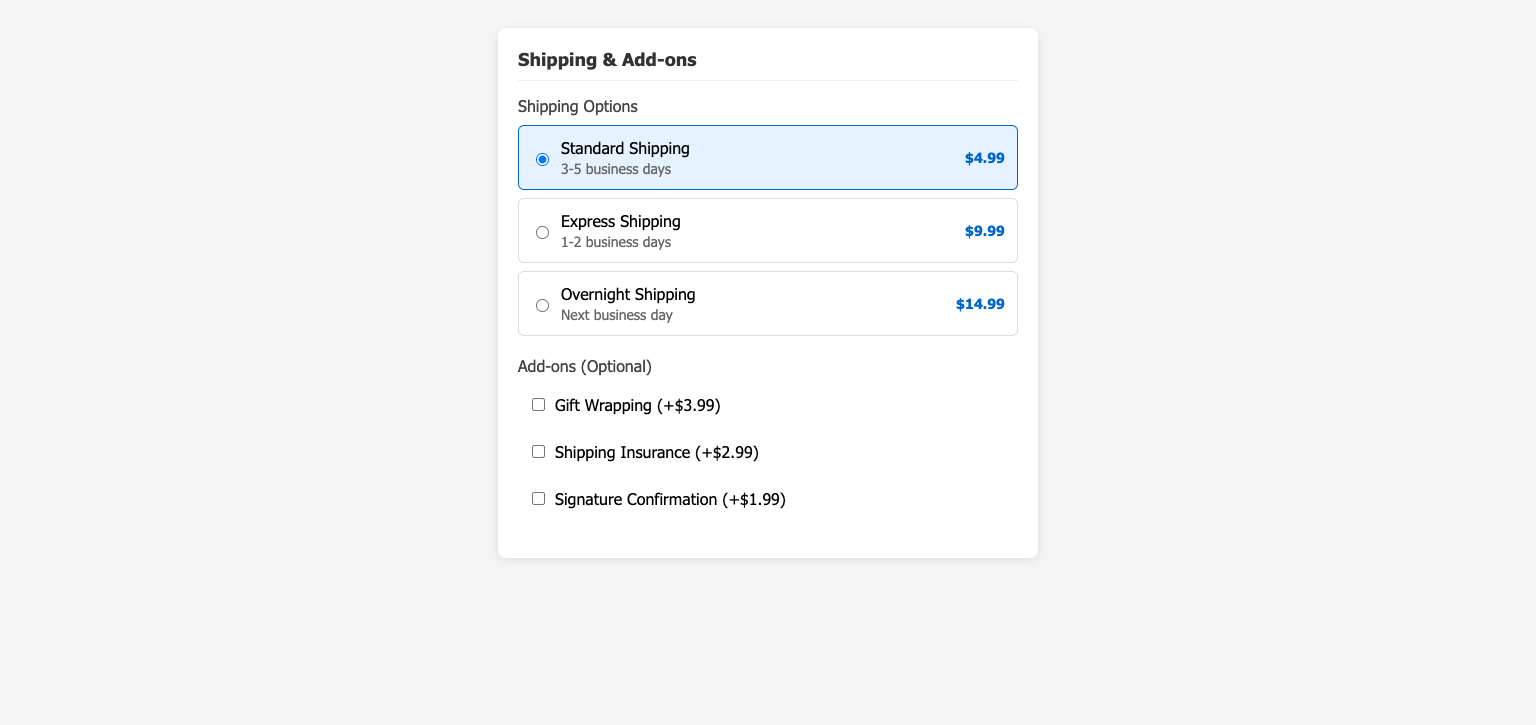 Shipping & Add-ons
Shipping Options
Standard Shipping
3-5 business days
$4.99
Express Shipping
1-2 business days
$9.99
Overnight Shipping
Next business day
$14.99
Add-ons (Optional)
Gift Wrapping (+$3.99)
Shipping Insurance (+$2.99)
Signature Confirmation (+$1.99)